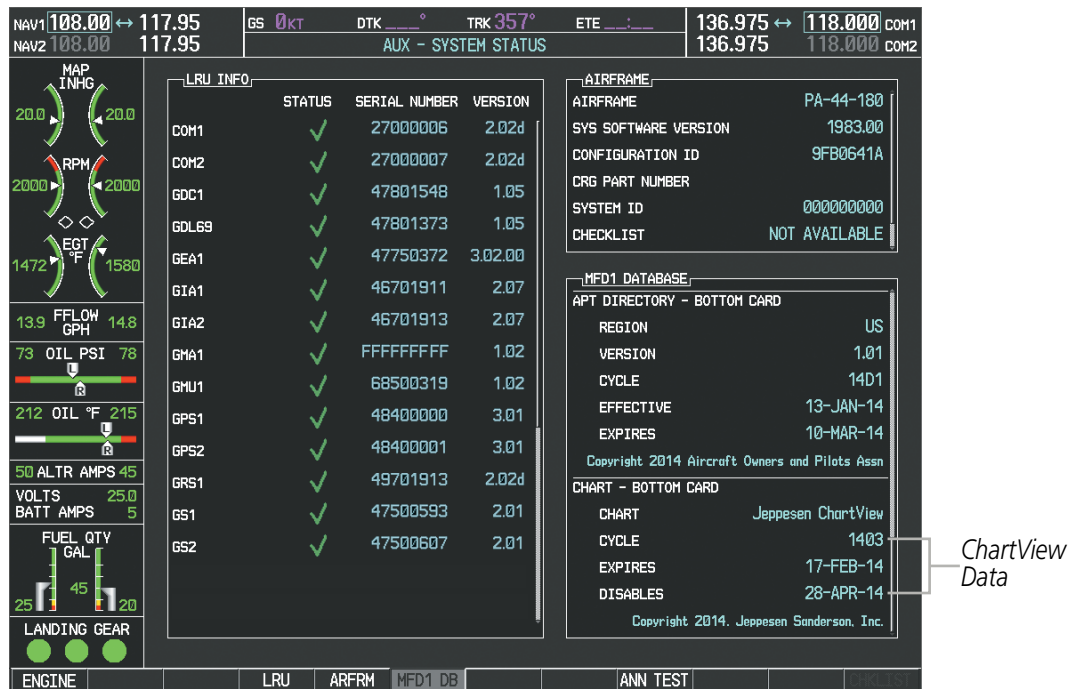 NAV1 108.00 ↔ 117.95
NAV2 108.00 117.95
GS 0KT DTK ___° TRK 357° ETE __:__
AUX - SYSTEM STATUS
136.975 ↔ 118.000 COM1
136.975 118.000 COM2
MAP
INHG
20.0 20.0
RPM
2000 2000
EGT
°F
1472 1580
13.9 FFLOW GPH 14.8
73 OIL PSI 78
L
R
212 OIL °F 215
L
R
50 ALTR AMPS 45
VOLTS 25.0
BATT AMPS 5
FUEL QTY
GAL
45
25 20
LANDING GEAR
LRU INFO
STATUS SERIAL NUMBER VERSION
COM1 ✓ 27000006 2.02d
COM2 ✓ 27000007 2.02d
GDC1 ✓ 47801548 1.05
GDL69 ✓ 47801373 1.05
GEA1 ✓ 47750372 3.02.00
GIA1 ✓ 46701911 2.07
GIA2 ✓ 46701913 2.07
GMA1 ✓ FFFFFFFFF 1.02
GMU1 ✓ 68500319 1.02
GPS1 ✓ 48400000 3.01
GPS2 ✓ 48400001 3.01
GRS1 ✓ 49701913 2.02d
GS1 ✓ 47500593 2.01
GS2 ✓ 47500607 2.01
AIRFRAME
AIRFRAME PA-44-180
SYS SOFTWARE VERSION 1983.00
CONFIGURATION ID 9FB0641A
CRG PART NUMBER
SYSTEM ID 000000000
CHECKLIST NOT AVAILABLE
MFD1 DATABASE
APT DIRECTORY - BOTTOM CARD
REGION US
VERSION 1.01
CYCLE 14D1
EFFECTIVE 13-JAN-14
EXPIRES 10-MAR-14
Copyright 2014 Aircraft Owners and Pilots Assn
CHART - BOTTOM CARD
CHART Jeppesen ChartView
CYCLE 1403
EXPIRES 17-FEB-14
DISABLES 28-APR-14
Copyright 2014. Jeppesen Sanderson, Inc.
ChartView
Data
ENGINE LRU ARFRM MFD1 DB ANN TEST CHKLIST